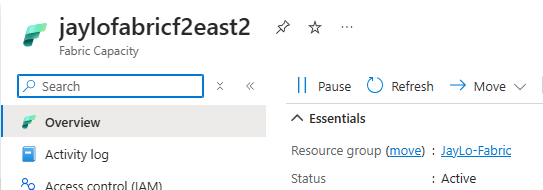 jaylofabricf2east2
Fabric Capacity
Search
Pause Refresh Move
Overview
Essentials
Activity log
Resource group (move) : JayLo-Fabric
Access control (IAM)
Status : Active